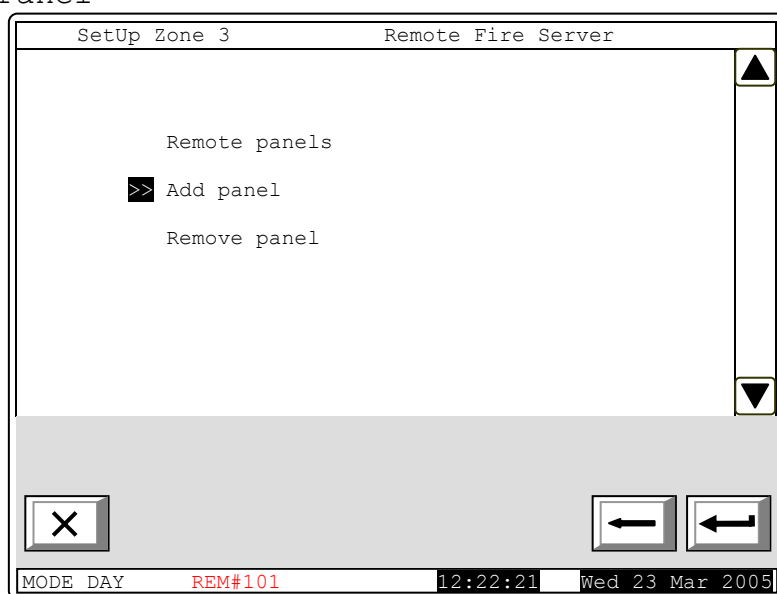 Panel
SetUp Zone 3 Remote Fire Server
Remote panels
>> Add panel
Remove panel
MODE DAY REM#101 12:22:21 Wed 23 Mar 2005